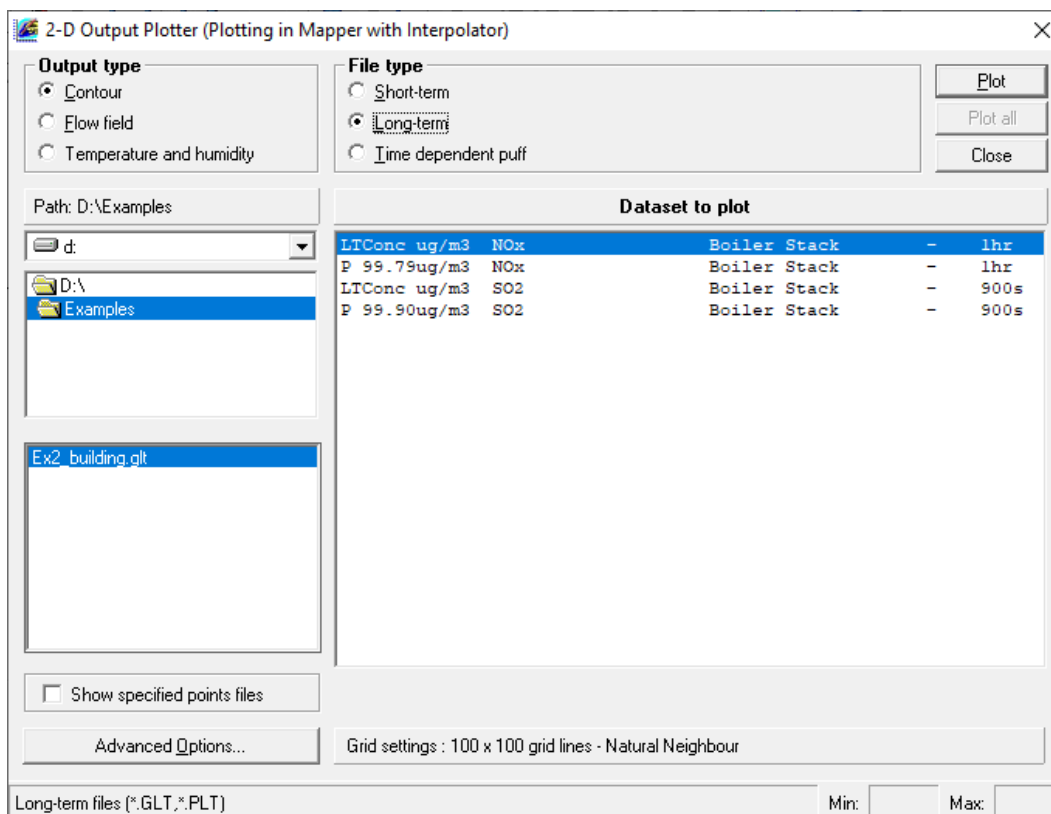 2-D Output Plotter (Plotting in Mapper with Interpolator)
Output type
Contour
Flow field
Temperature and humidity
File type
Short-term
Long-term
Time dependent puff
Plot
Plot all
Close
Path: D:\Examples
d:
D:\
Examples
Ex2_building.glt
Show specified points files
Advanced Options...
Dataset to plot
LTConc ug/m3 NOx Boiler Stack - 1hr
P 99.79ug/m3 NOx Boiler Stack - 1hr
LTConc ug/m3 SO2 Boiler Stack - 900s
P 99.90ug/m3 SO2 Boiler Stack - 900s
Grid settings : 100 x 100 grid lines - Natural Neighbour
Long-term files (*.GLT,*.PLT)
Min:
Max: